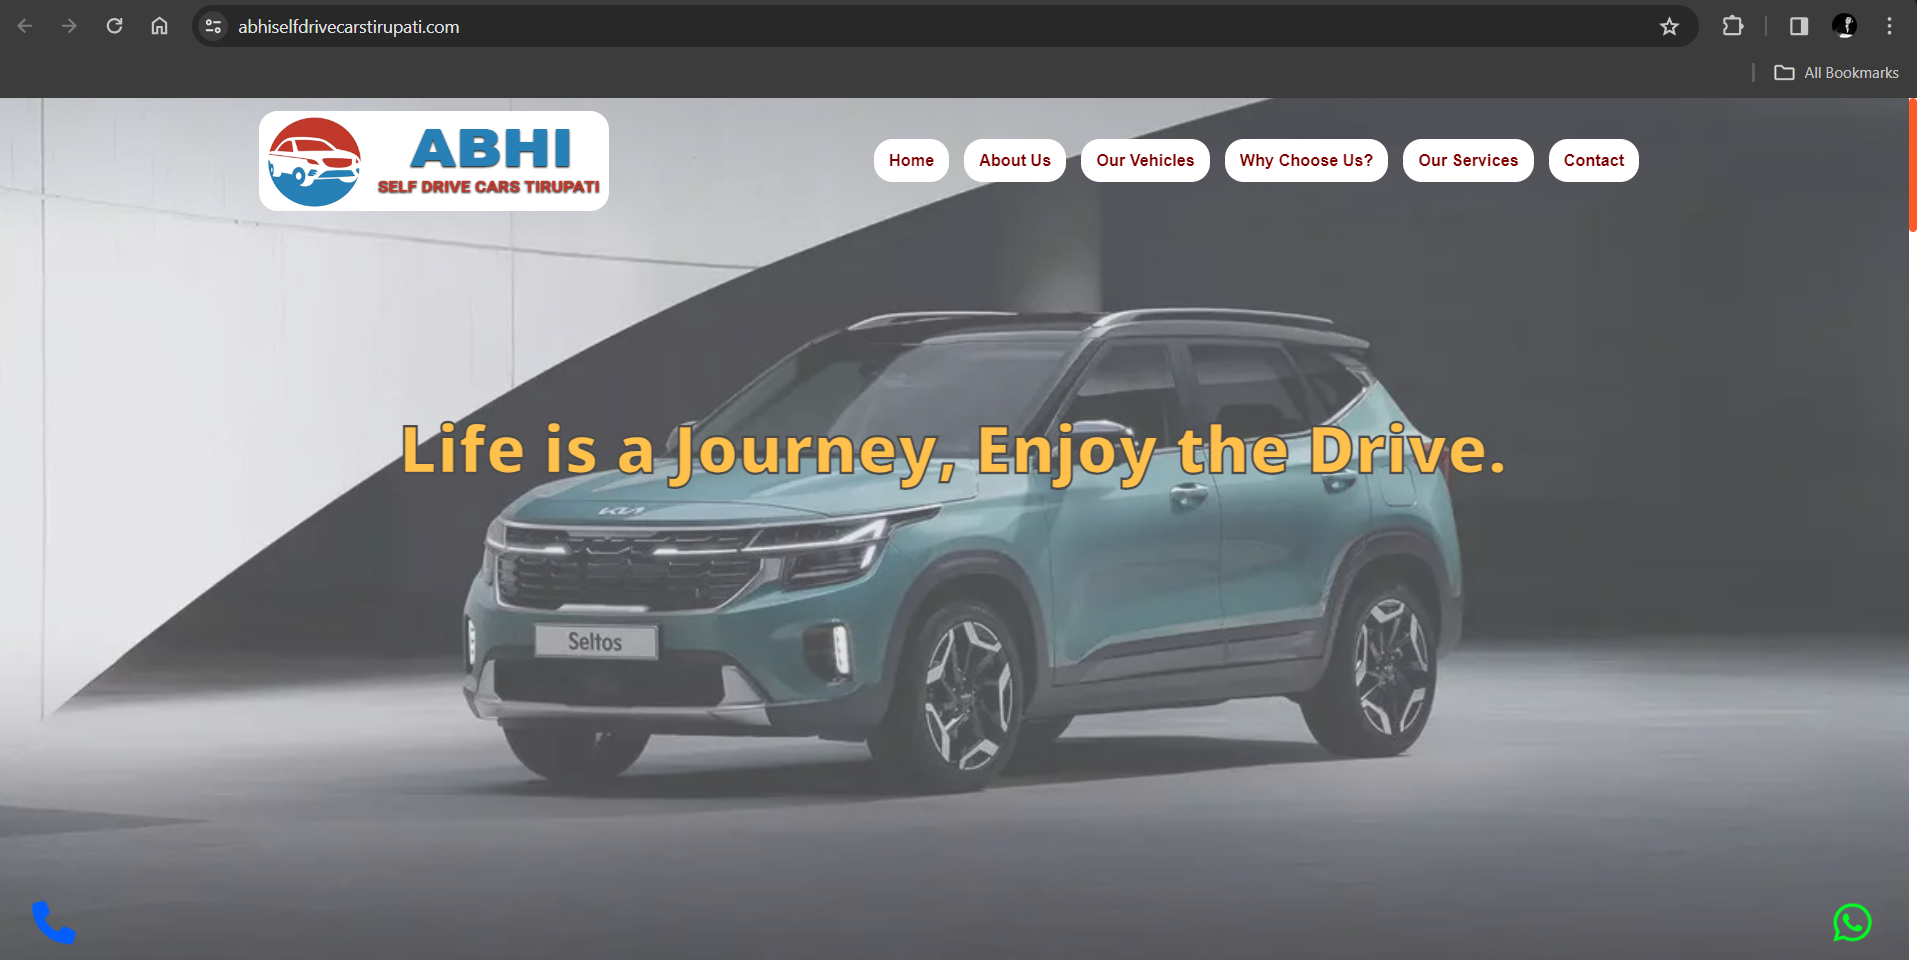 abhiselfdrivecarstirupati.com
All Bookmarks
ABHI
SELF DRIVE CARS TIRUPATI
Home About Us Our Vehicles Why Choose Us? Our Services Contact
Life is a Journey, Enjoy the Drive.
KIA
Seltos